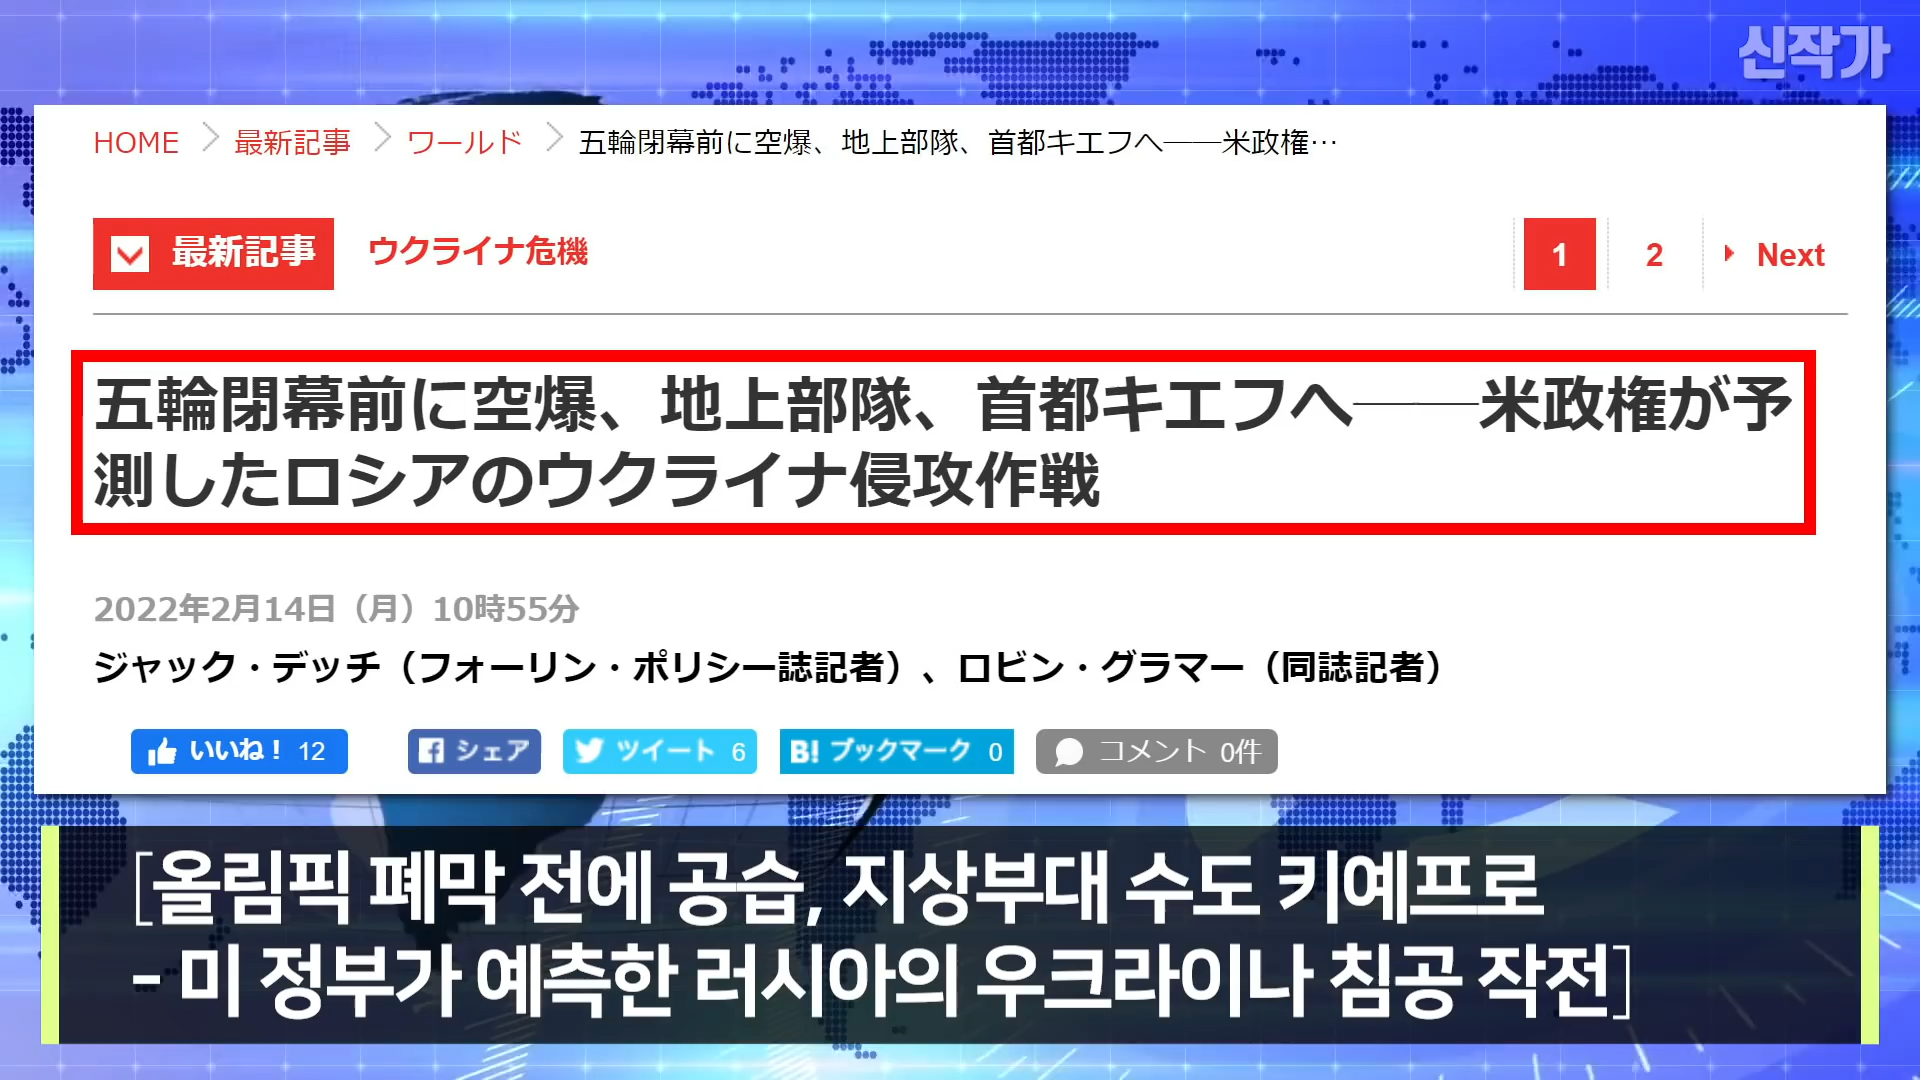 신작가
HOME 最新記事 ワールド 五輪閉幕前に空爆、地上部隊、首都キエフへ──米政権…
最新記事 ウクライナ危機 1 2 Next
五輪閉幕前に空爆、地上部隊、首都キエフへ──米政権が予
測したロシアのウクライナ侵攻作戦
2022年2月14日（月）10時55分
ジャック・デッチ（フォーリン・ポリシー誌記者）、ロビン・グラマー（同誌記者）
いいね！ 12 シェア ツイート 6 B! ブックマーク 0 コメント 0件
[올림픽 폐막 전에 공습, 지상부대 수도 키예프로
- 미 정부가 예측한 러시아의 우크라이나 침공 작전]